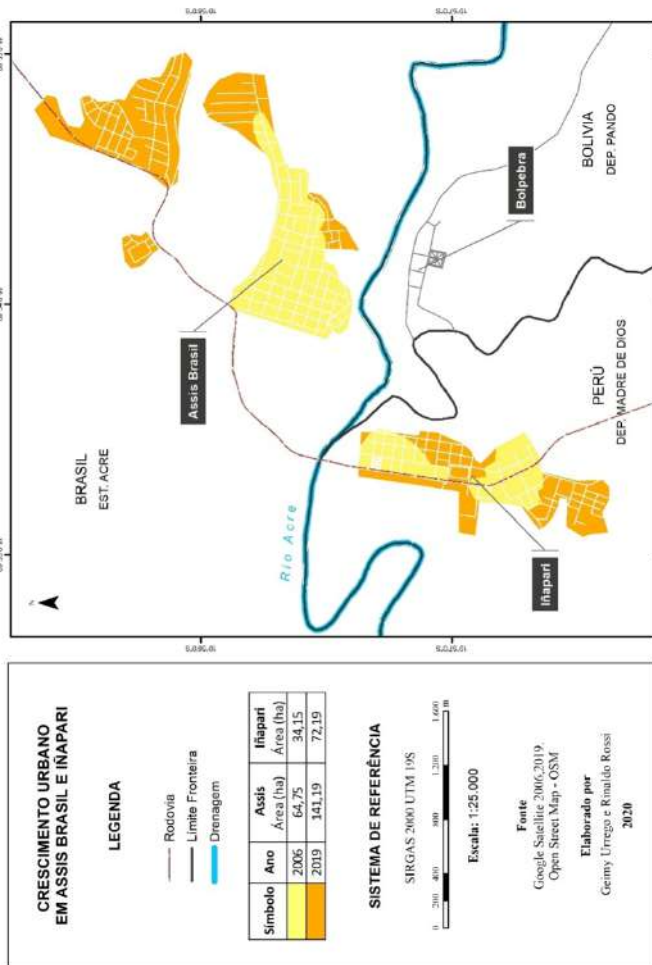 CRESCIMENTO URBANO
EM ASSIS BRASIL E IÑAPARI
LEGENDA
Rodovia
Límite Fronteira
Drenagem
Símbolo Ano Assis Área (ha) Iñapari Área (ha)
2006 64,75 34,15
2019 141,19 72,19
SISTEMA DE REFERÊNCIA
SIRGAS 2000 UTM 19S
0 200 400 800 1.200 1.600 m
Escala: 1:25.000
Fonte
Google Satellite 2006,2019.
Open Street Map - OSM
Elaborado por
Geimy Urrego e Rinaldo Rossi
2020
N
BRASIL
EST. ACRE
Rio Acre
Assis Brasil
Iñapari
PERÚ
DEP. MADRE DE DIOS
Bolpebra
BOLIVIA
DEP. PANDO